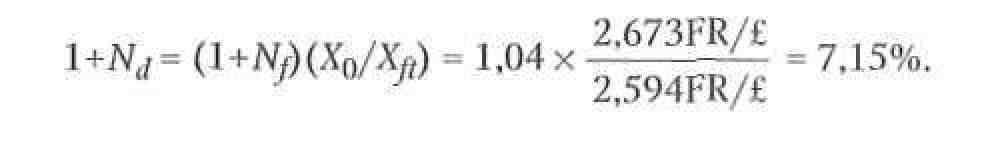 1+N_d = (1+N_f)(X_0/X_ft) = 1,04 × 2,673FR/£ / 2,594FR/£ = 7,15%.